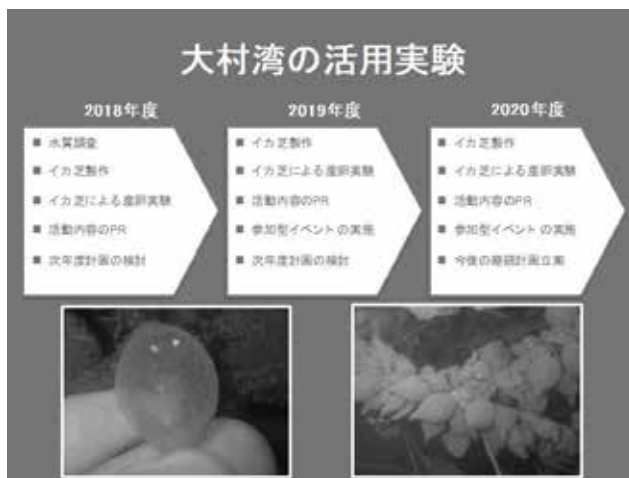 大村湾の活用実験
2018年度
■ 水質調査
■ イカ芝製作
■ イカ芝による産卵実験
■ 活動内容のPR
■ 次年度計画の検討
2019年度
■ イカ芝製作
■ イカ芝による産卵実験
■ 活動内容のPR
■ 参加型イベントの実施
■ 次年度計画の検討
2020年度
■ イカ芝製作
■ イカ芝による産卵実験
■ 活動内容のPR
■ 参加型イベントの実施
■ 今後の継続計画立案